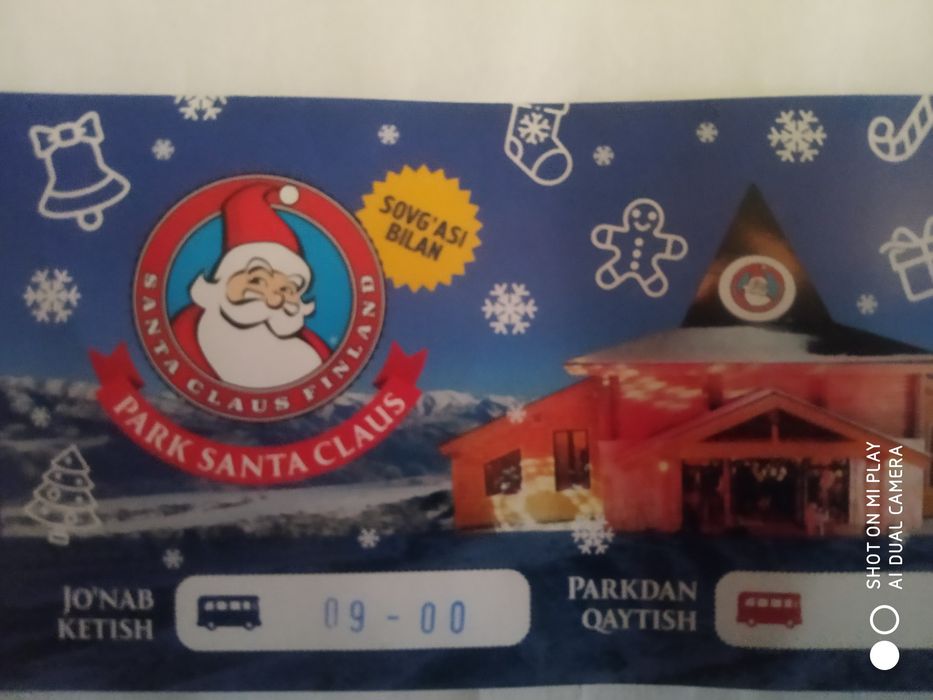 SOVG'ASI
BILAN
SANTA CLAUS FINLAND
PARK SANTA CLAUS
JO'NAB
KETISH
09-00
PARKDAN
QAYTISH
SHOT ON MI PLAY
AI DUAL CAMERA